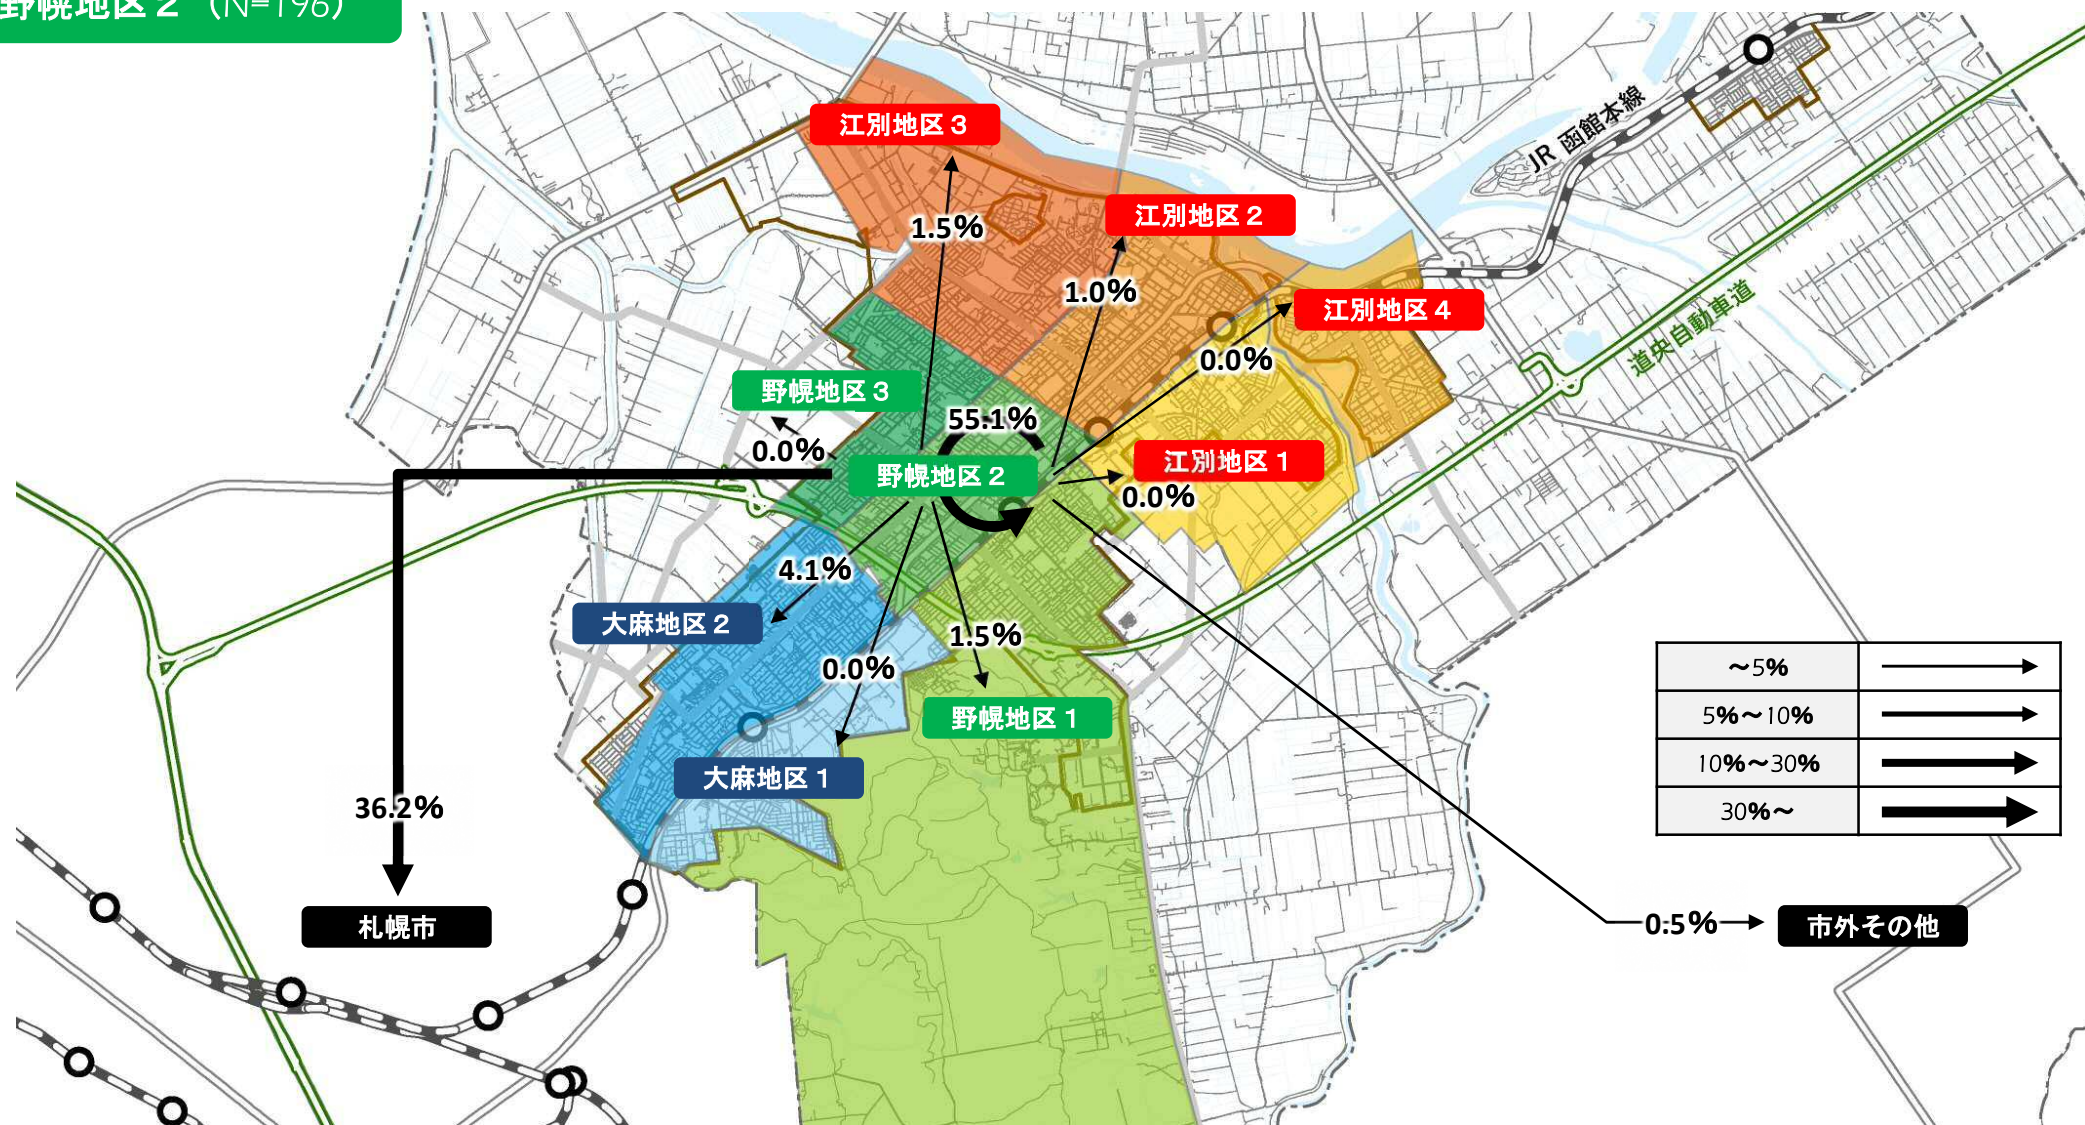 野幌地区２（N=196）
江別地区３
江別地区２
江別地区４
JR 函館本線
道央自動車道
1.5%
1.0%
0.0%
野幌地区３
55.1%
0.0%
野幌地区２
江別地区１
0.0%
4.1%
大麻地区２
1.5%
0.0%
野幌地区１
大麻地区１
36.2%
札幌市
0.5%
市外その他
～5%
5%～10%
10%～30%
30%～